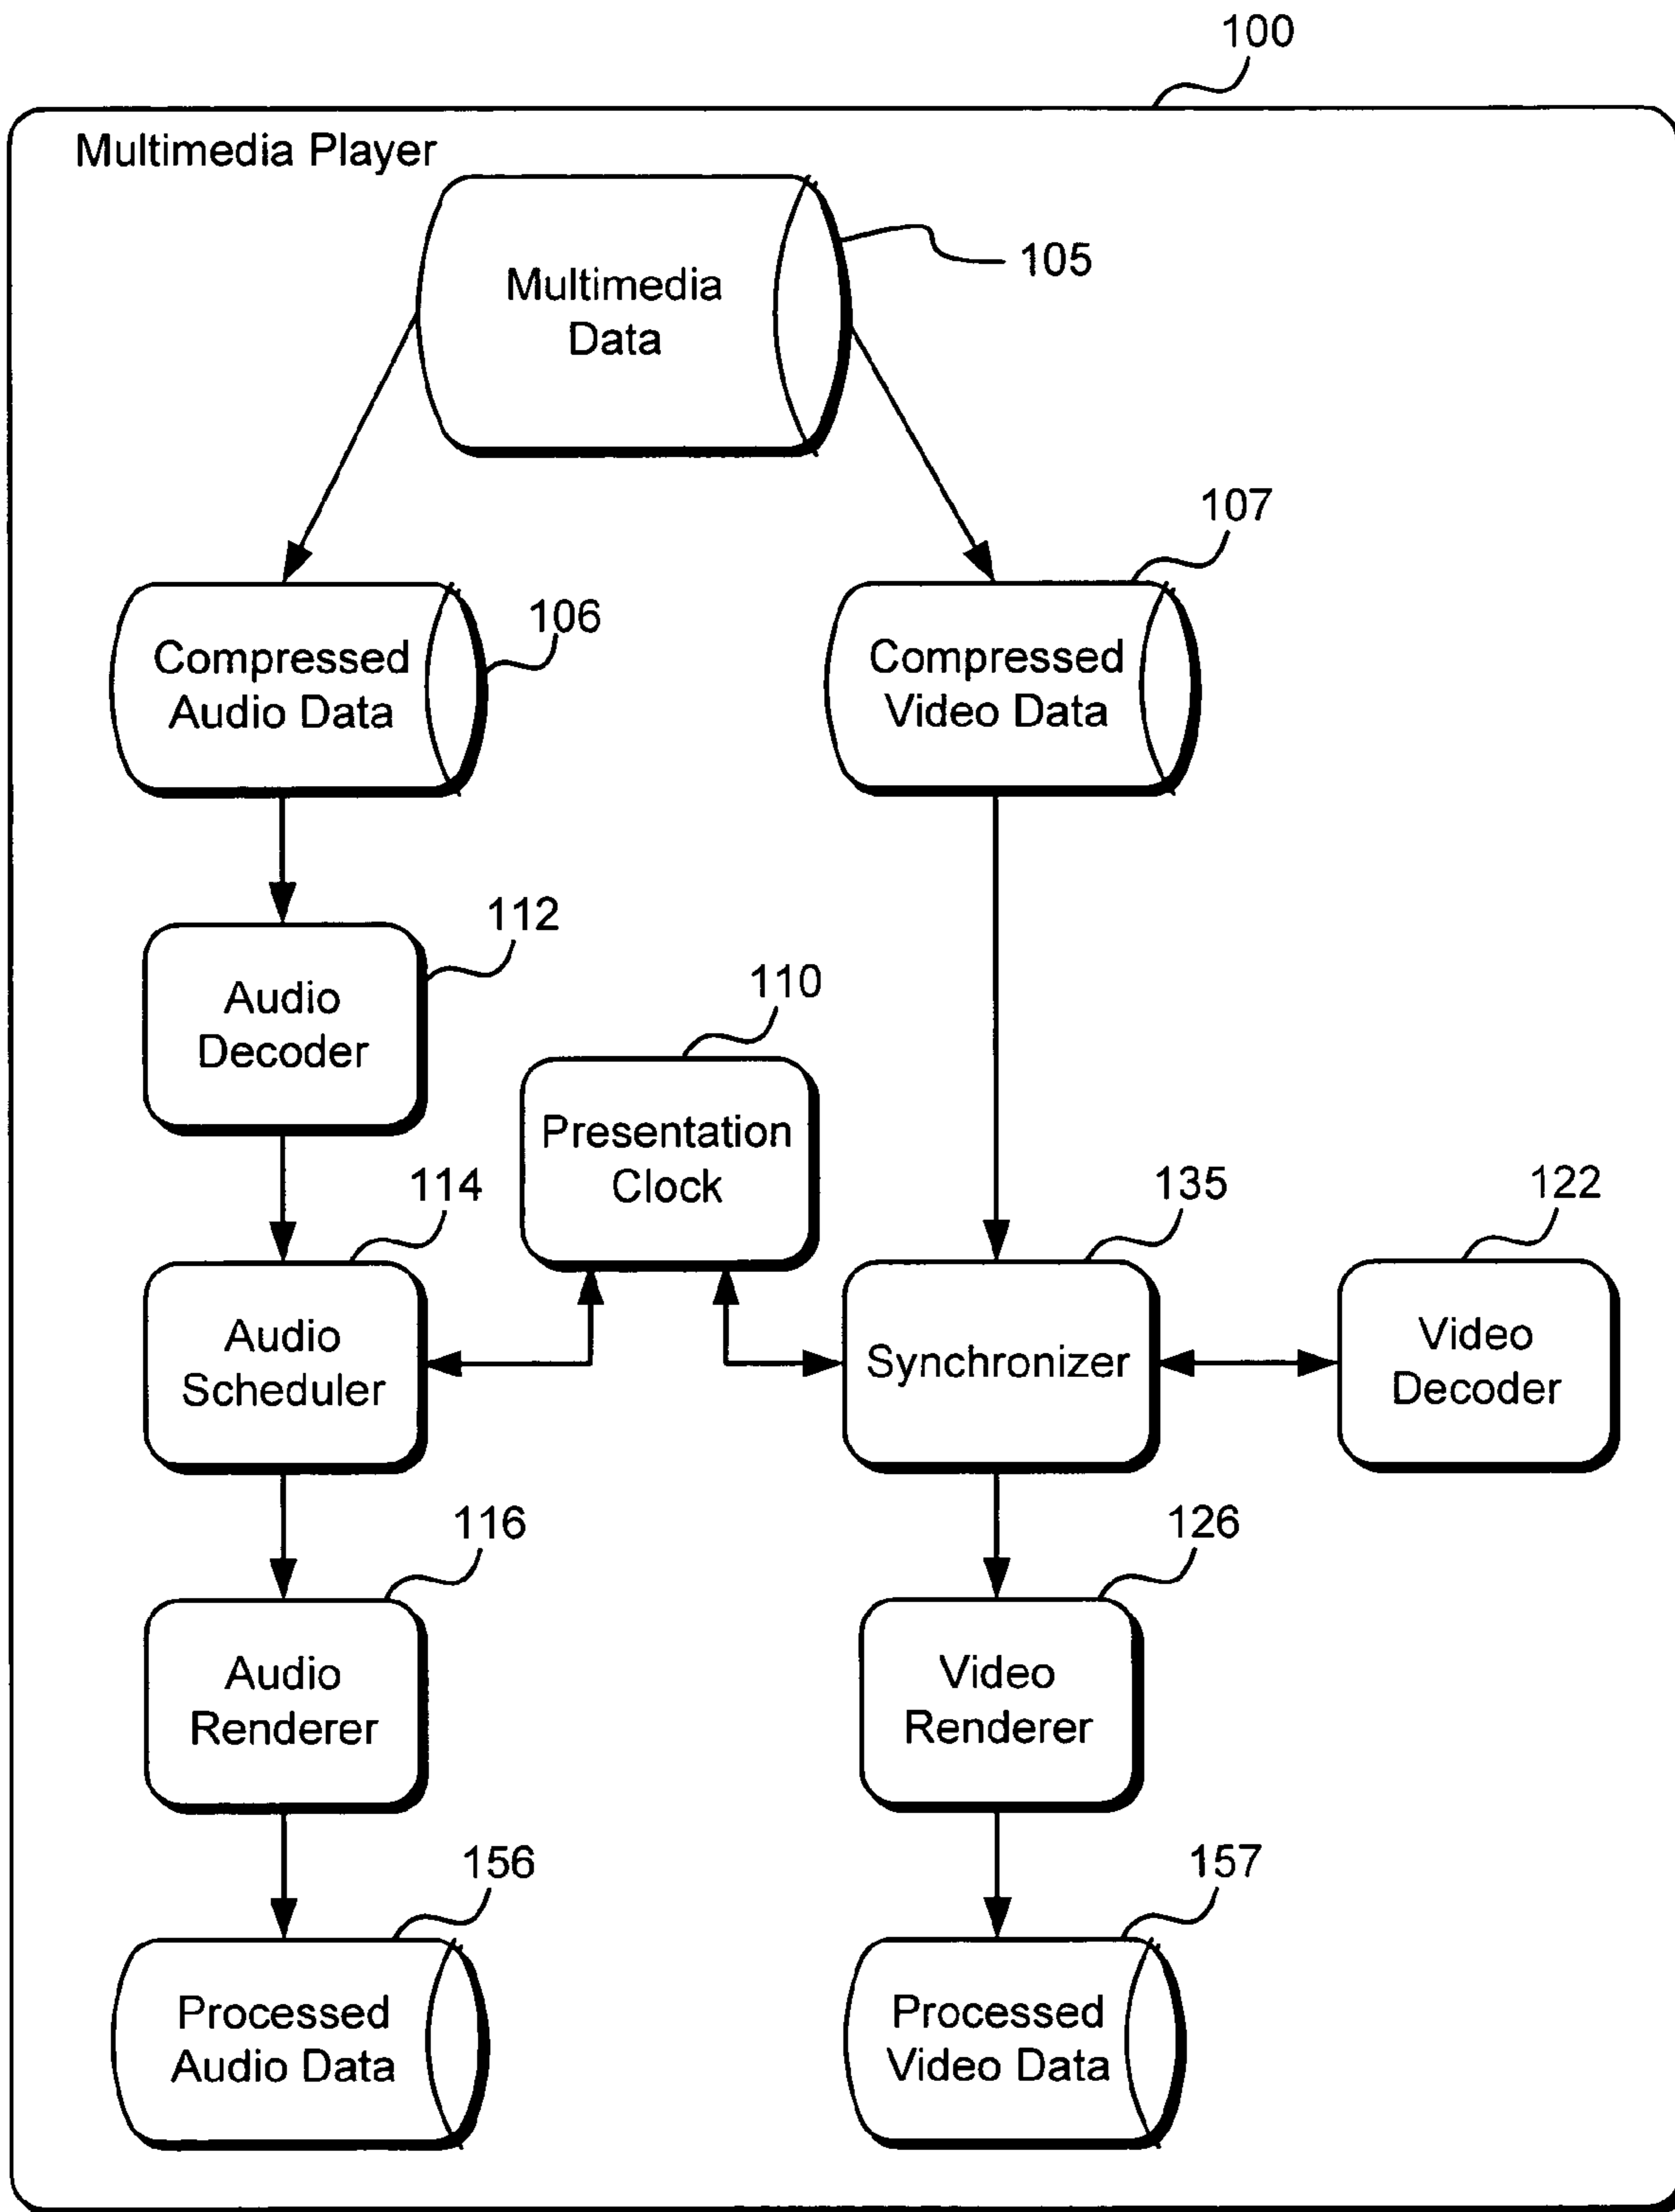 100
Multimedia Player
Multimedia
Data
105
107
106
Compressed
Audio Data
Compressed
Video Data
112
Audio
Decoder
110
Presentation
Clock
114
135
122
Audio
Scheduler
Synchronizer
Video
Decoder
116
126
Audio
Renderer
Video
Renderer
156
157
Processed
Audio Data
Processed
Video Data